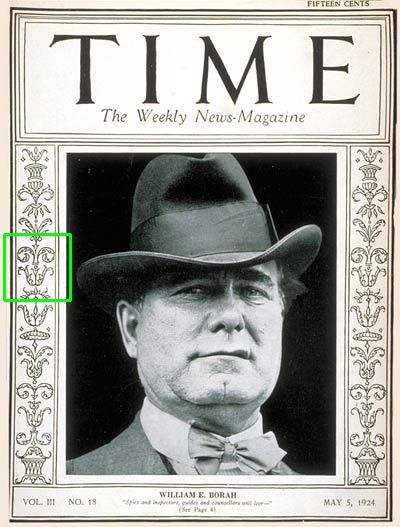 FIFTEEN CENTS
TIME
The Weekly News-Magazine
WILLIAM E. BORAH
VOL. III NO. 18 "Spies and inspectors, guides and counsellors will leer—" MAY 5, 1924
(See Page 4)